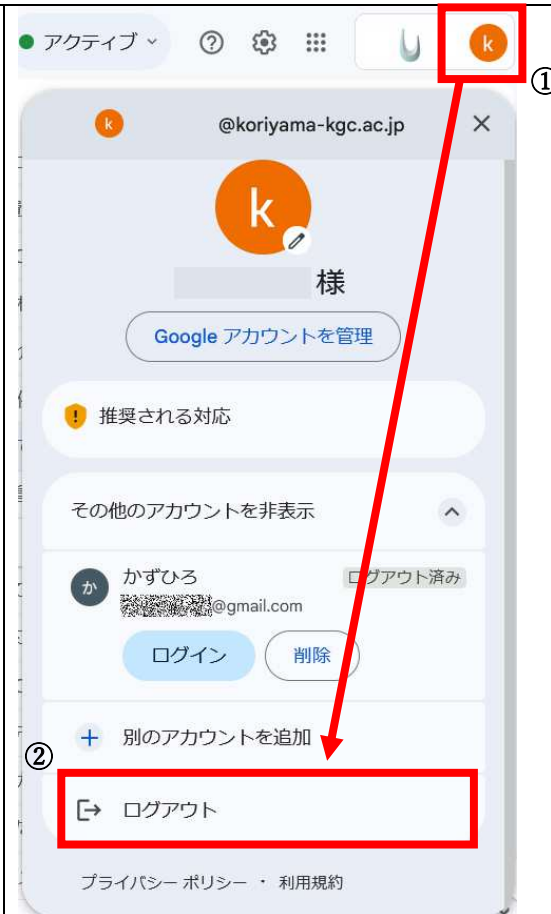 アクティブ
k
①
k @koriyama-kgc.ac.jp
k
様
Google アカウントを管理
推奨される対応
その他のアカウントを非表示
か かずひろ ログアウト済み
@gmail.com
ログイン 削除
別のアカウントを追加
②
ログアウト
プライバシー ポリシー ・ 利用規約